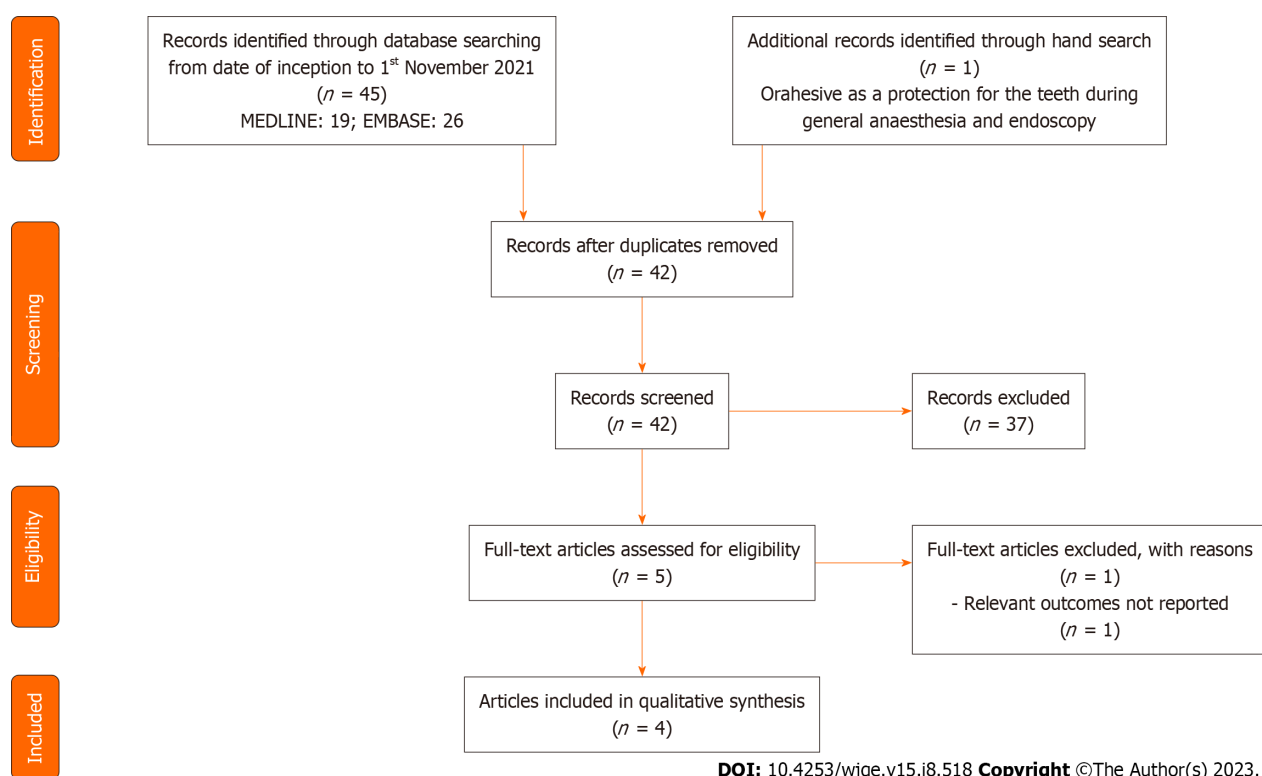 Identification
Records identified through database searching
from date of inception to 1st November 2021
(n = 45)
MEDLINE: 19; EMBASE: 26
Additional records identified through hand search
(n = 1)
Orahesive as a protection for the teeth during
general anaesthesia and endoscopy
Screening
Records after duplicates removed
(n = 42)
Records screened
(n = 42)
Records excluded
(n = 37)
Eligibility
Full-text articles assessed for eligibility
(n = 5)
Full-text articles excluded, with reasons
(n = 1)
- Relevant outcomes not reported
(n = 1)
Included
Articles included in qualitative synthesis
(n = 4)
DOI: 10.4253/wjge.v15.i8.518 Copyright ©The Author(s) 2023.